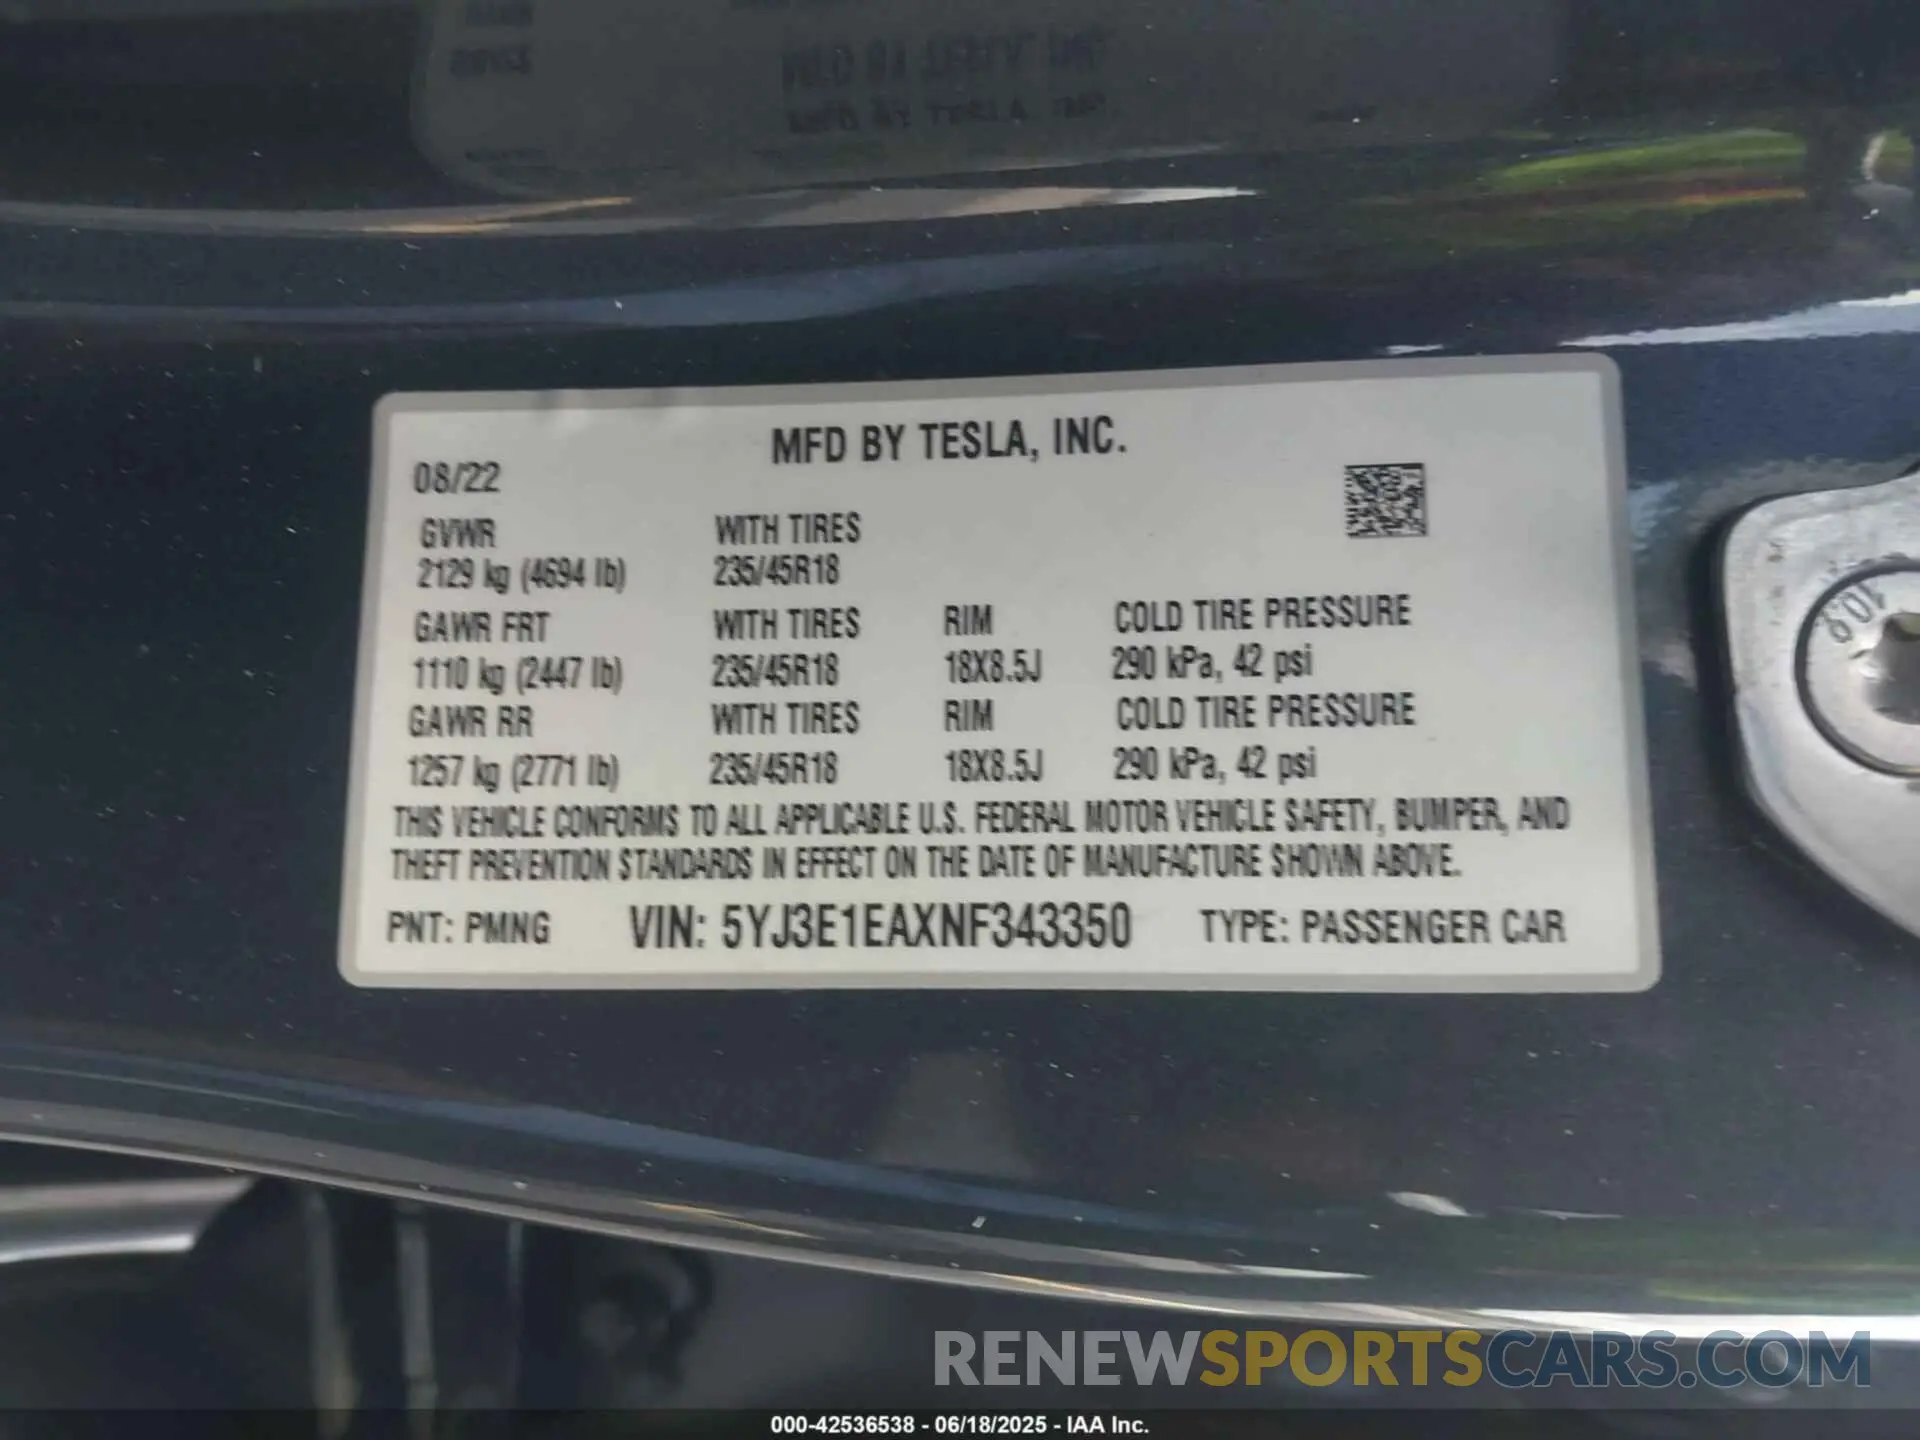 MFD BY TESLA, INC.
08/22
GVWR WITH TIRES
2129 kg (4694 lb) 235/45R18
GAWR FRT WITH TIRES RIM COLD TIRE PRESSURE
1110 kg (2447 lb) 235/45R18 18X8.5J 290 kPa, 42 psi
GAWR RR WITH TIRES RIM COLD TIRE PRESSURE
1257 kg (2771 lb) 235/45R18 18X8.5J 290 kPa, 42 psi
THIS VEHICLE CONFORMS TO ALL APPLICABLE U.S. FEDERAL MOTOR VEHICLE SAFETY, BUMPER, AND
THEFT PREVENTION STANDARDS IN EFFECT ON THE DATE OF MANUFACTURE SHOWN ABOVE.
PNT: PMNG VIN: 5YJ3E1EAXNF343350 TYPE: PASSENGER CAR
10.9
RENEWSPORTSCARS.COM
000-42536538 - 06/18/2025 - IAA Inc.